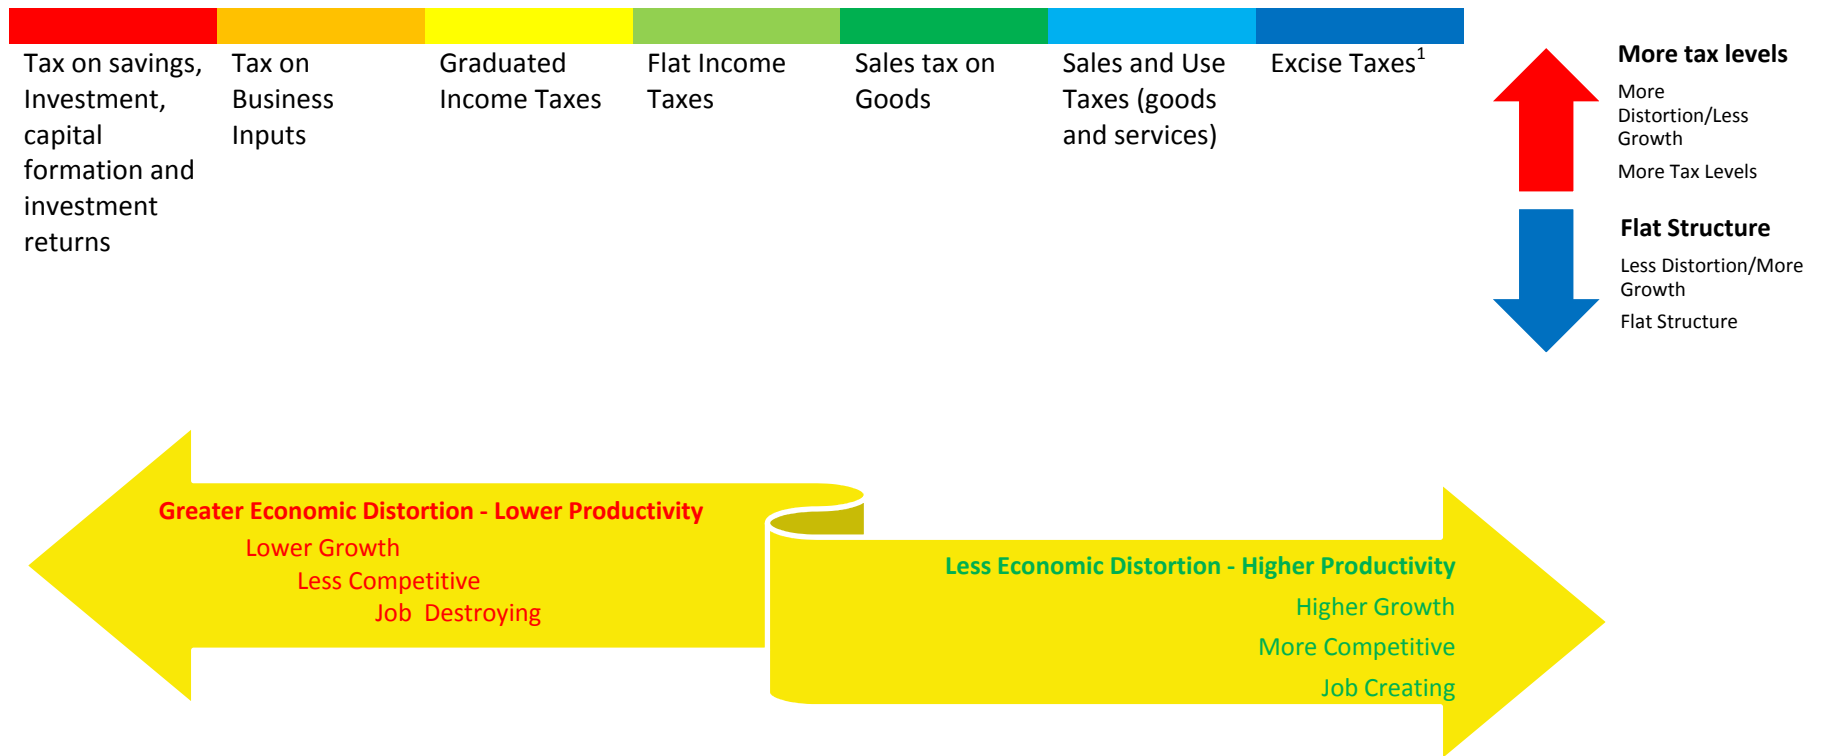 Tax on savings,
Investment,
capital
formation and
investment
returns
Tax on
Business
Inputs
Graduated
Income Taxes
Flat Income
Taxes
Sales tax on
Goods
Sales and Use
Taxes (goods
and services)
Excise Taxes¹
More tax levels
More
Distortion/Less
Growth
More Tax Levels
Flat Structure
Less Distortion/More
Growth
Flat Structure
Greater Economic Distortion - Lower Productivity
Lower Growth
Less Competitive
Job  Destroying
Less Economic Distortion - Higher Productivity
Higher Growth
More Competitive
Job Creating